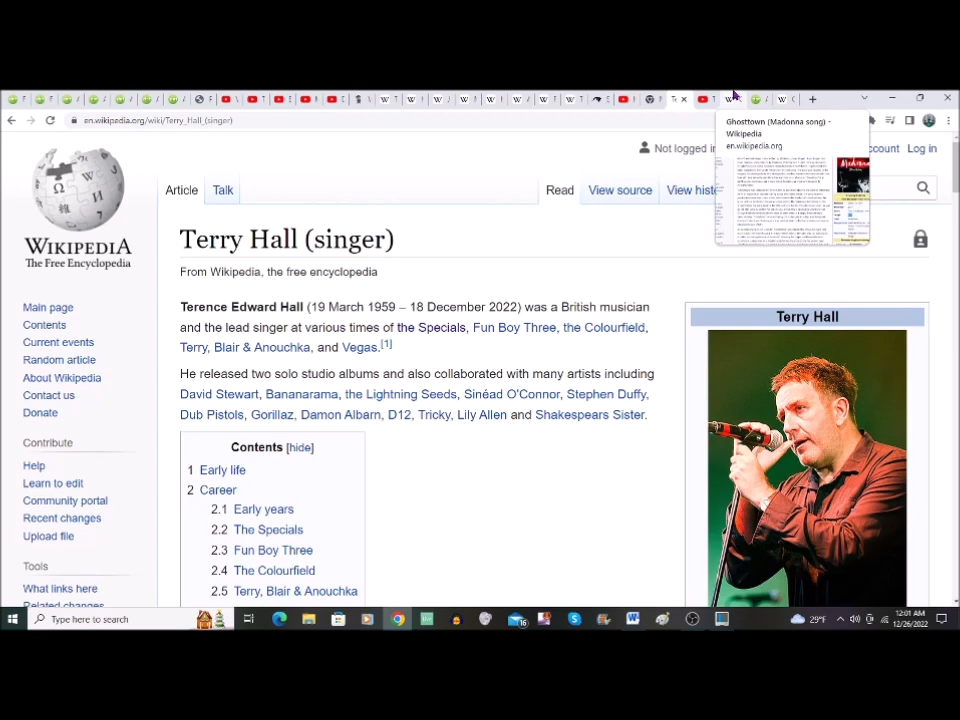 Ghosttown (Madonna song) -
Wikipedia
en.wikipedia.org
en.wikipedia.org/wiki/Terry_Hall_(singer)
Not logged in
count
Log in
Article
Talk
Read
View source
View hist
WIKIPEDIA
The Free Encyclopedia
Terry Hall (singer)
From Wikipedia, the free encyclopedia
Main page
Contents
Current events
Random article
About Wikipedia
Contact us
Donate
Contribute
Help
Learn to edit
Community portal
Recent changes
Upload file
Tools
What links here
Related changes
Terence Edward Hall (19 March 1959 – 18 December 2022) was a British musician
and the lead singer at various times of the Specials, Fun Boy Three, the Colourfield,
Terry, Blair & Anouchka, and Vegas.[1]
He released two solo studio albums and also collaborated with many artists including
David Stewart, Bananarama, the Lightning Seeds, Sinéad O'Connor, Stephen Duffy,
Dub Pistols, Gorillaz, Damon Albarn, D12, Tricky, Lily Allen and Shakespears Sister.
Contents [hide]
1 Early life
2 Career
2.1 Early years
2.2 The Specials
2.3 Fun Boy Three
2.4 The Colourfield
2.5 Terry, Blair & Anouchka
Terry Hall
Type here to search
16
29°F
12:01 AM
12/26/2022